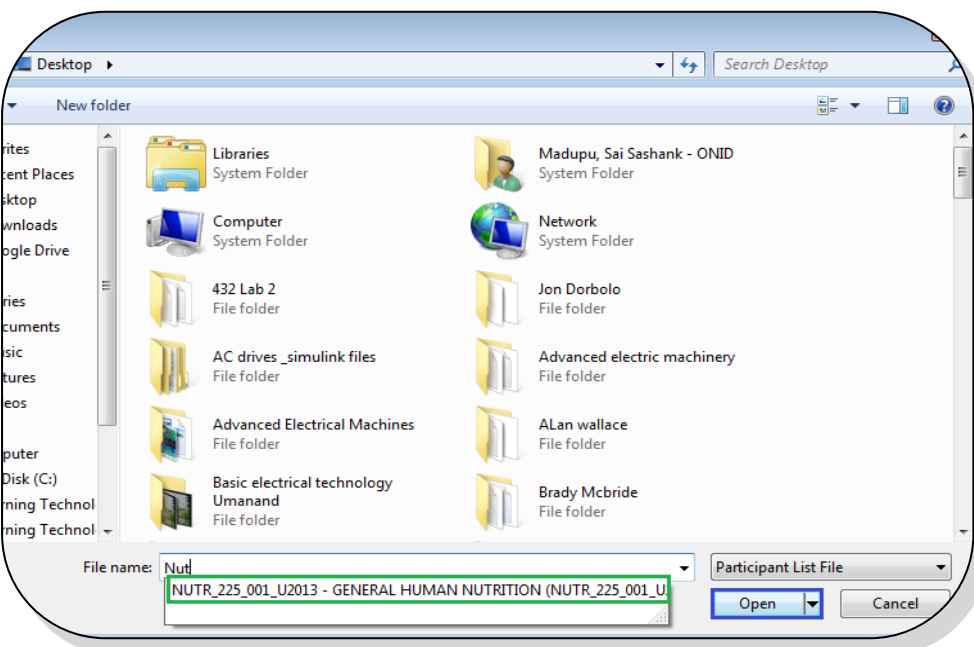 Desktop
Search Desktop
New folder
rites
cent Places
sktop
wnloads
ogle Drive
ries
cuments
usic
tures
eos
puter
Disk (C:)
rning Technol
rning Technol
Libraries
System Folder
Madupu, Sai Sashank - ONID
System Folder
Computer
System Folder
Network
System Folder
432 Lab 2
File folder
Jon Dorbolo
File folder
AC drives _simulink files
File folder
Advanced electric machinery
File folder
Advanced Electrical Machines
File folder
ALan wallace
File folder
Basic electrical technology
Umanand
File folder
Brady Mcbride
File folder
File name: Nut
Participant List File
NUTR_225_001_U2013 - GENERAL HUMAN NUTRITION (NUTR_225_001_U2
Open
Cancel